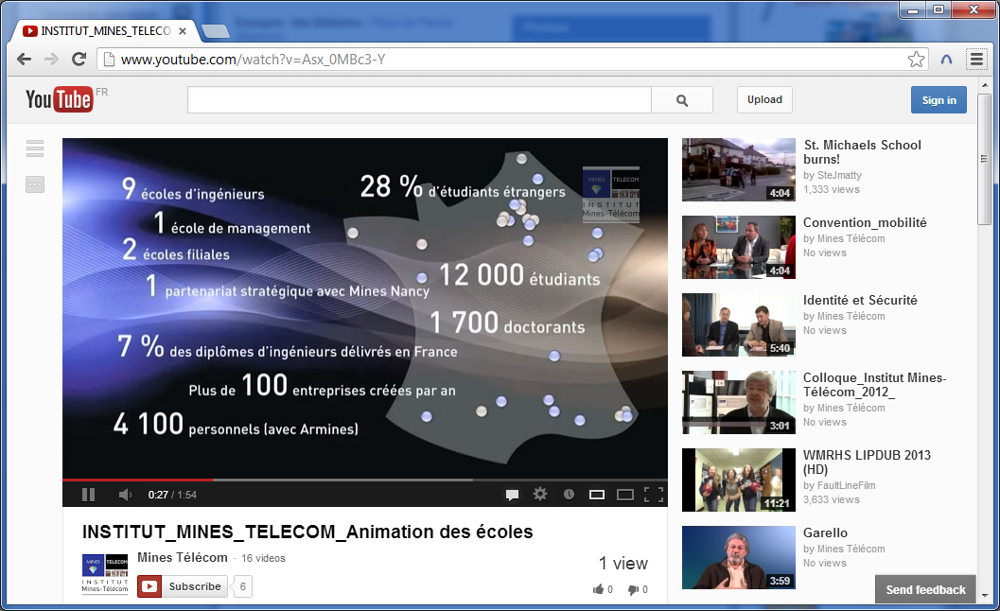 INSTITUT_MINES_TELECO
www.youtube.com/watch?v=Asx_0MBc3-Y
YouTube FR
Upload
Sign in
9 écoles d'ingénieurs
1 école de management
2 écoles filiales
1 partenariat stratégique avec Mines Nancy
7 % des diplômes d'ingénieurs délivrés en France
Plus de 100 entreprises créées par an
4 100 personnels (avec Armines)
28 % d'étudiants étrangers
12 000 étudiants
1 700 doctorants
MINES TELECOM
INSTITUT
Mines-Télécom
0:27 / 1:54
INSTITUT_MINES_TELECOM_Animation des écoles
MINES TELECOM
INSTITUT
Mines-Télécom
Mines Télécom · 16 videos
Subscribe 6
1 view
0 0
4:04
St. Michaels School
burns!
by SteJmatty
1,333 views
4:04
Convention_mobilité
by Mines Télécom
No views
5:40
Identité et Sécurité
by Mines Télécom
No views
3:01
Colloque_Institut Mines-
Télécom_2012_
by Mines Télécom
No views
11:21
WMRHS LIPDUB 2013
(HD)
by FaultLineFilm
3,633 views
3:59
Garello
by Mines Télécom
No views
Send feedback